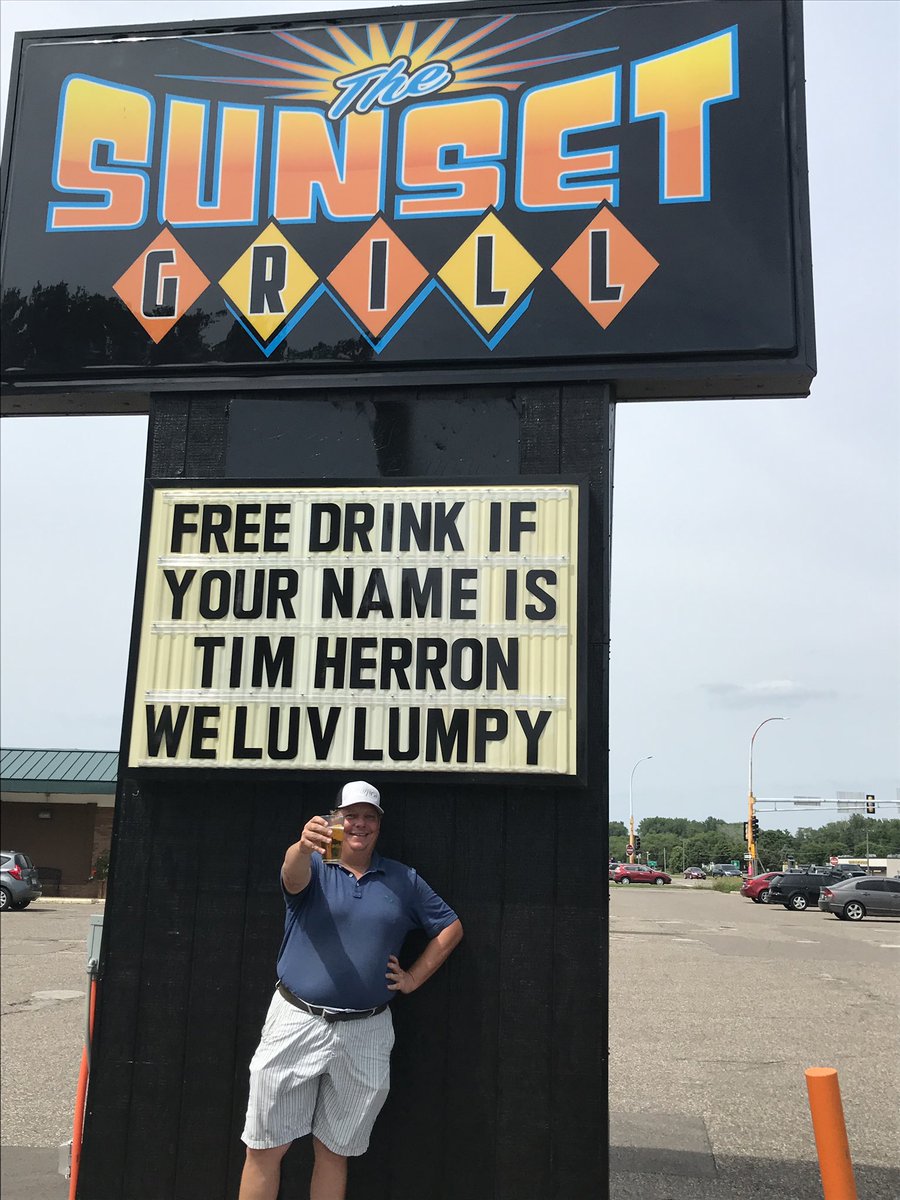 The
SUNSET
GRILL
FREE DRINK IF
YOUR NAME IS
TIM HERRON
WE LUV LUMPY